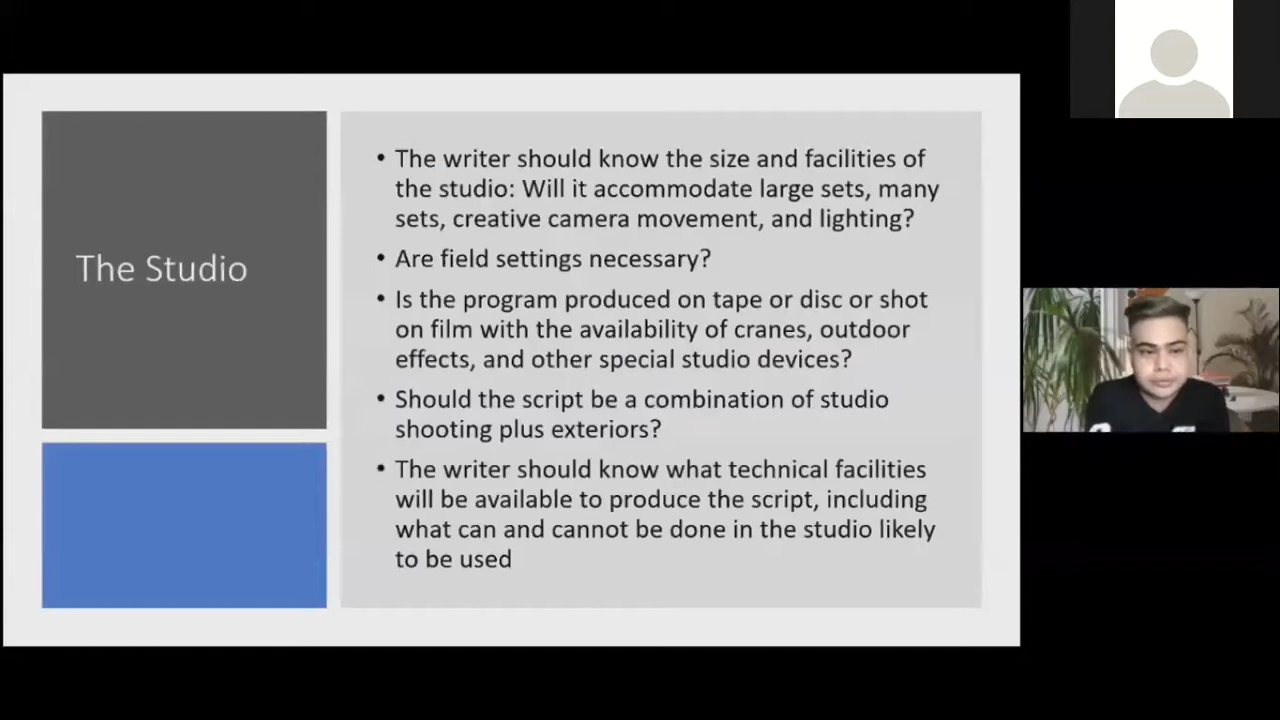 The Studio
• The writer should know the size and facilities of
the studio: Will it accommodate large sets, many
sets, creative camera movement, and lighting?
• Are field settings necessary?
• Is the program produced on tape or disc or shot
on film with the availability of cranes, outdoor
effects, and other special studio devices?
• Should the script be a combination of studio
shooting plus exteriors?
• The writer should know what technical facilities
will be available to produce the script, including
what can and cannot be done in the studio likely
to be used